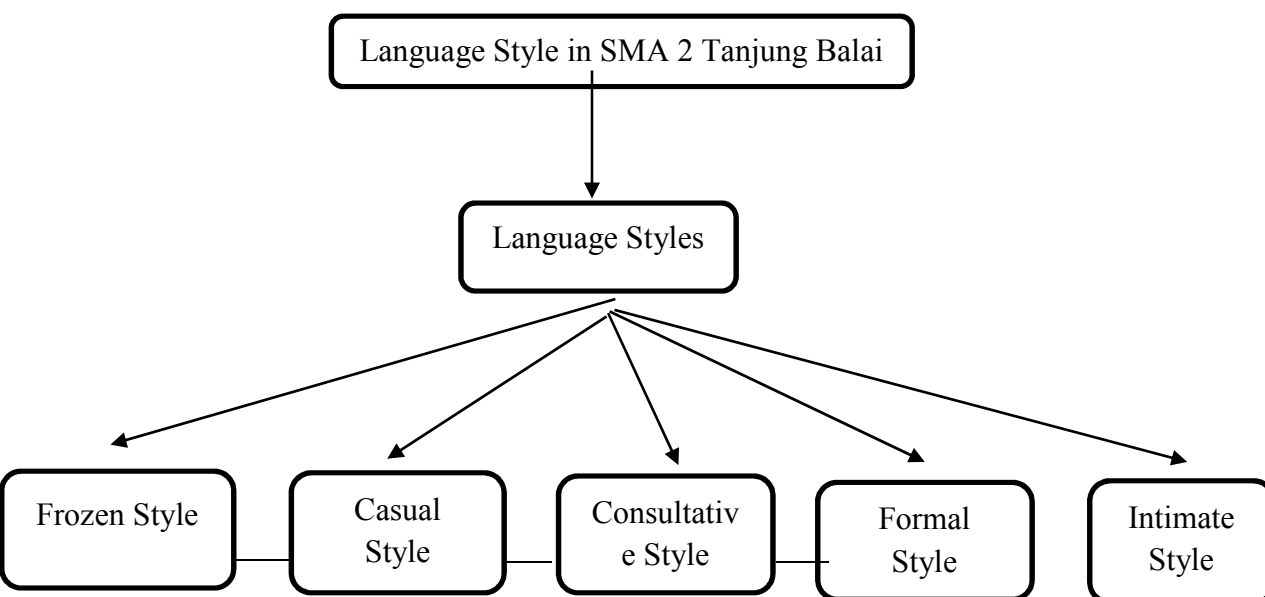 Language Style in SMA 2 Tanjung Balai
Language Styles
Frozen Style
Casual
Style
Consultativ
e Style
Formal
Style
Intimate
Style